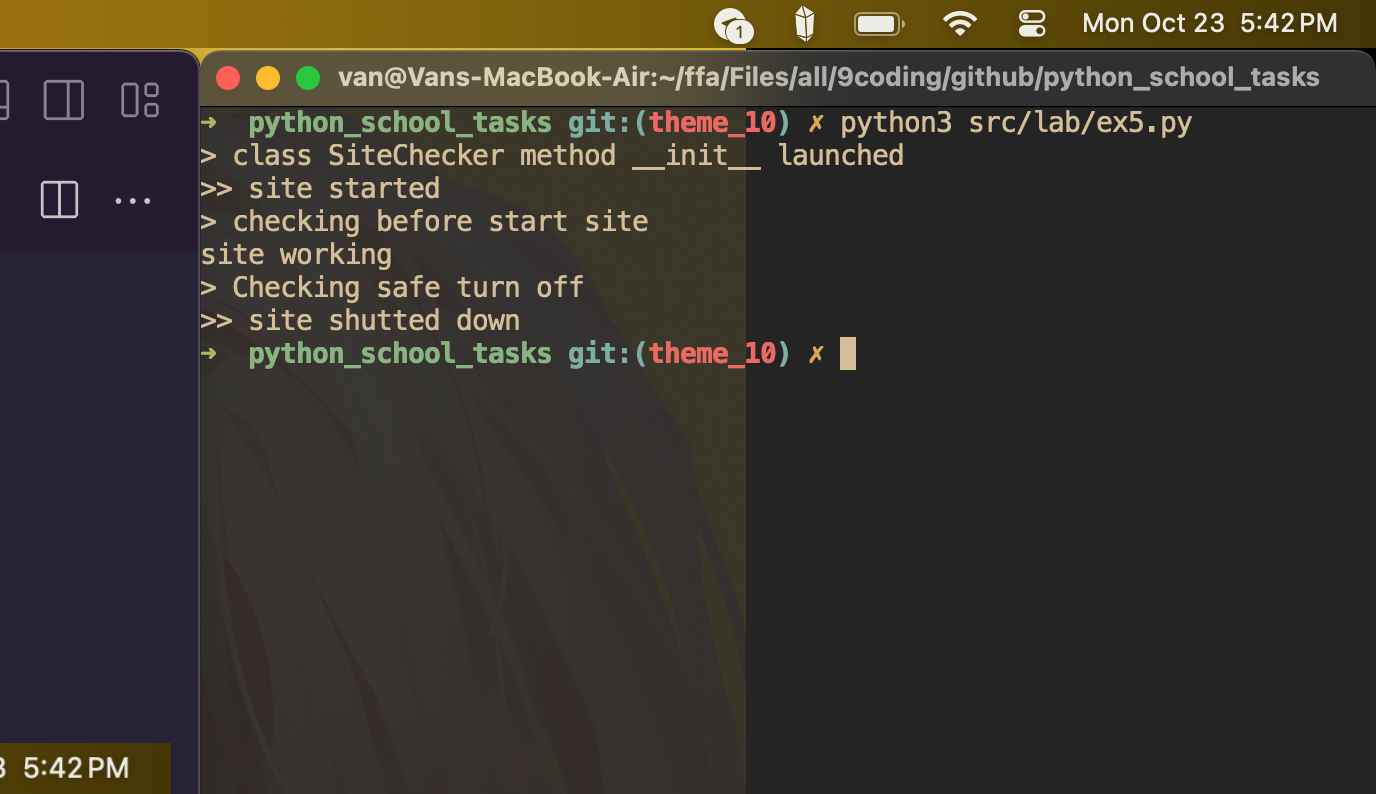 1
Mon Oct 23 5:42 PM
van@Vans-MacBook-Air:~/ffa/Files/all/9coding/github/python_school_tasks
➜ python_school_tasks git:(theme_10) ✗ python3 src/lab/ex5.py
> class SiteChecker method __init__ launched
>> site started
> checking before start site
site working
> Checking safe turn off
>> site shutted down
➜ python_school_tasks git:(theme_10) ✗
3 5:42 PM